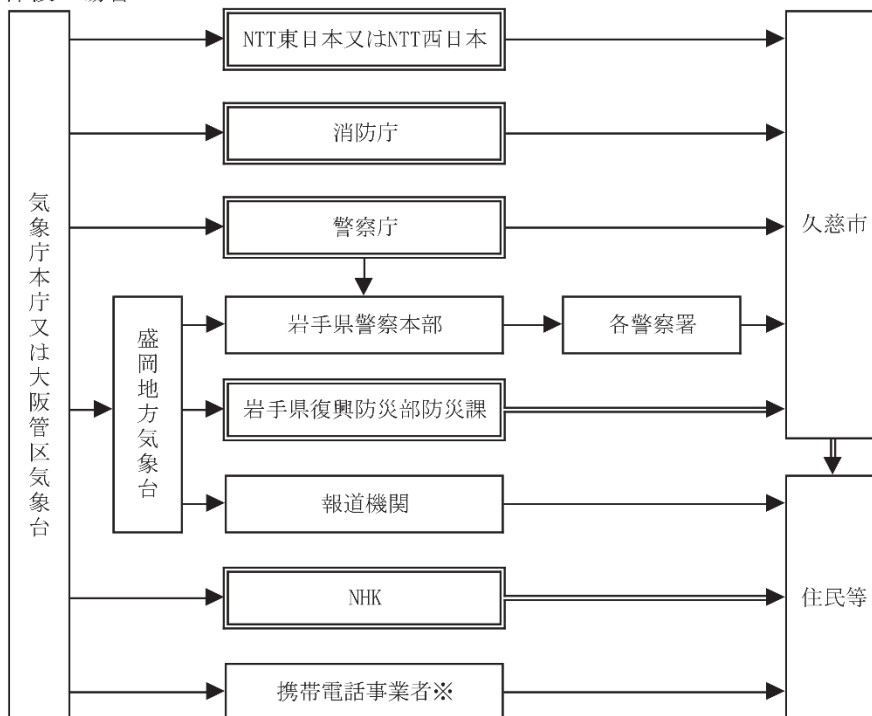 気象庁本庁又は大阪管区気象台
NTT東日本又はNTT西日本
消防庁
警察庁
久慈市
盛岡地方気象台
岩手県警察本部
各警察署
岩手県復興防災部防災課
報道機関
NHK
住民等
携帯電話事業者※